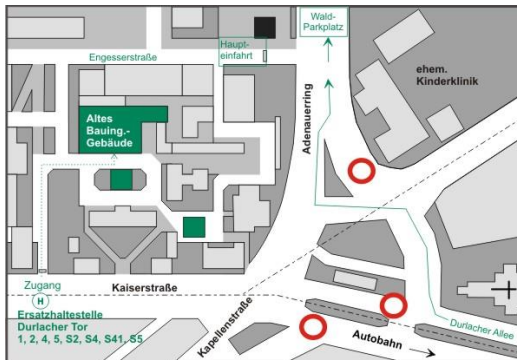 Wald-
Parkplatz
Engesserstraße
Haupt-
einfahrt
ehem.
Kinderklinik
Adenauerring
Altes
Bauing.-
Gebäude
Zugang
H
Kaiserstraße
Ersatzhaltestelle
Durlacher Tor
1, 2, 4, 5, S2, S4, S41, S5
Kapellenstraße
Autobahn
Durlacher Allee